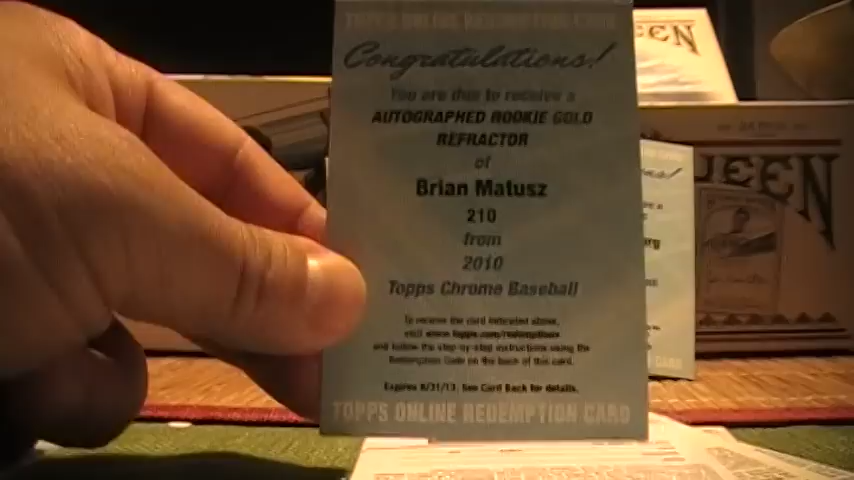 TOPPS ONLINE REDEMPTION CARD
Congratulations!
You are due to receive a
AUTOGRAPHED ROOKIE GOLD
REFRACTOR
of
Brian Matusz
210
from
2010
Topps Chrome Baseball
To receive the card indicated above,
visit www.topps.com/redemptions
and follow the step-by-step instructions using the
Redemption Code on the back of this card.
Expires 8/31/13. See Card Back for details.
TOPPS ONLINE REDEMPTION CARD
EEN
UEEN
CARD